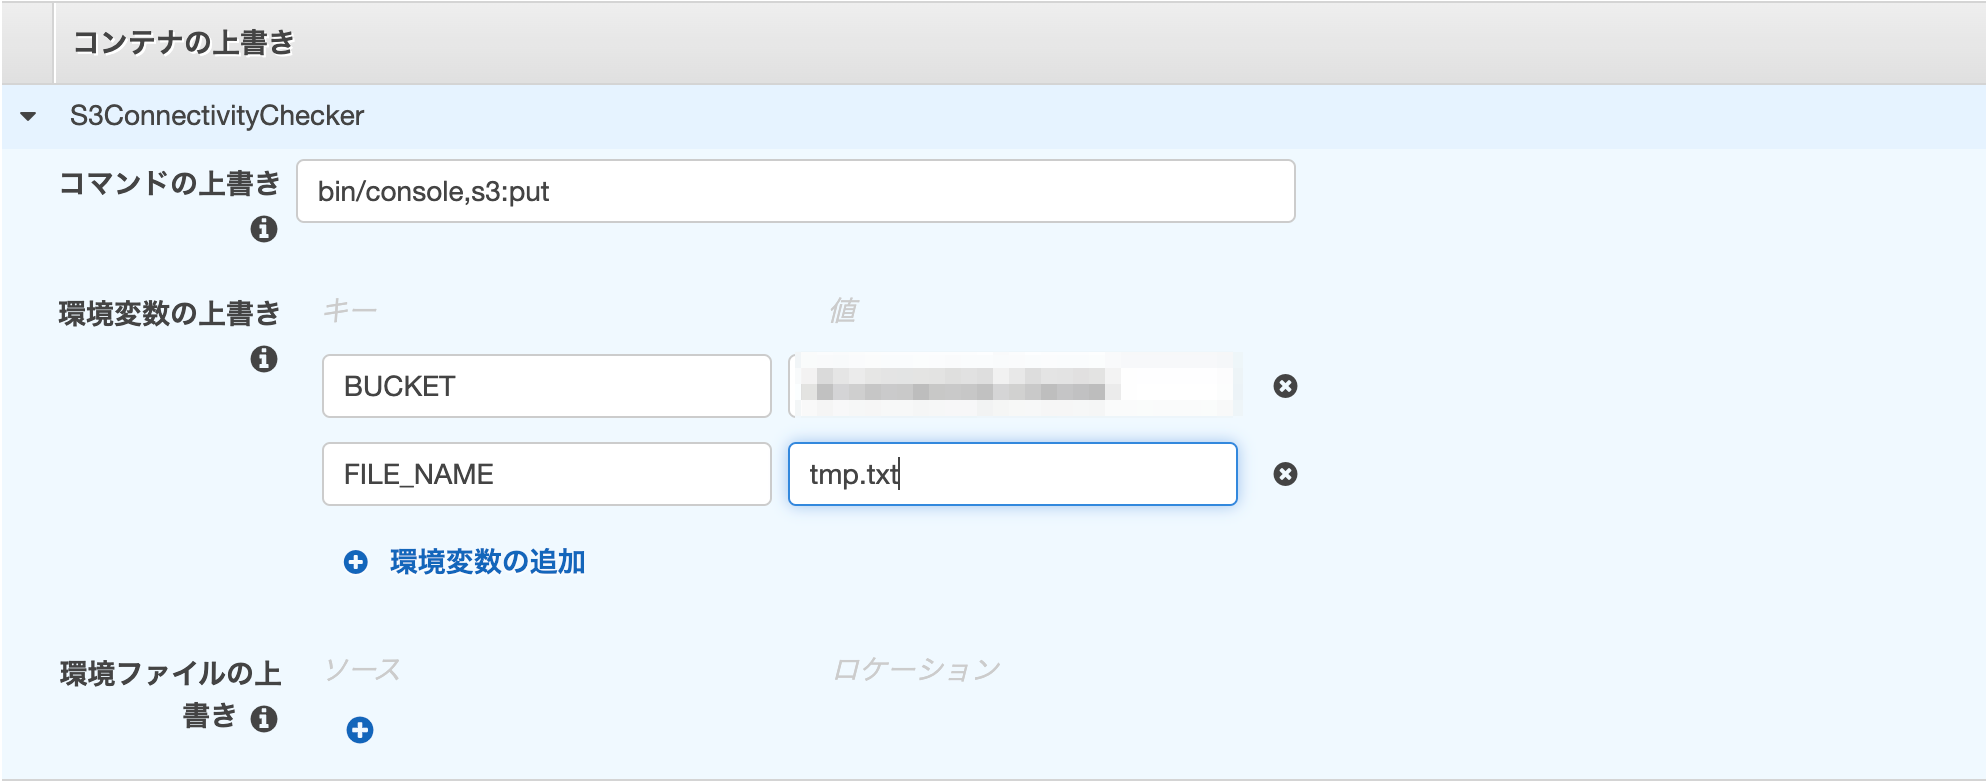 コンテナの上書き
S3ConnectivityChecker
コマンドの上書き
bin/console,s3:put
環境変数の上書き
キー 値
BUCKET
FILE_NAME tmp.txt
環境変数の追加
環境ファイルの上
書き
ソース ロケーション